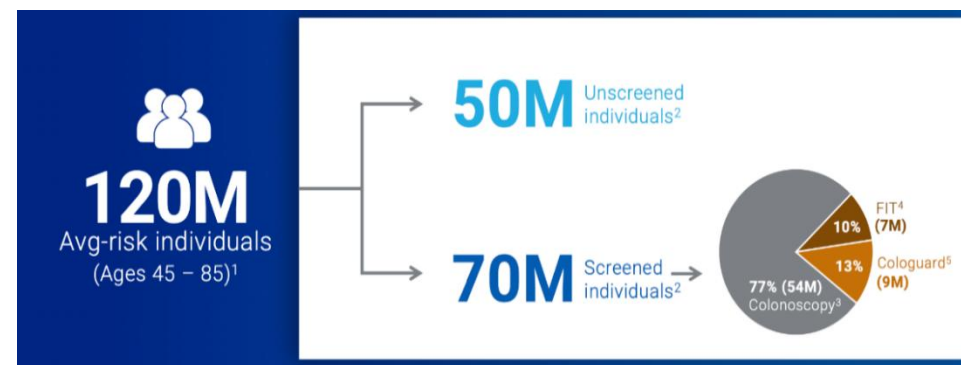 120M
Avg-risk individuals
(Ages 45 – 85)¹
50M
Unscreened
individuals²
70M
Screened
individuals²
10%
FIT⁴
(7M)
13%
Cologuard⁵
(9M)
77% (54M)
Colonoscopy³